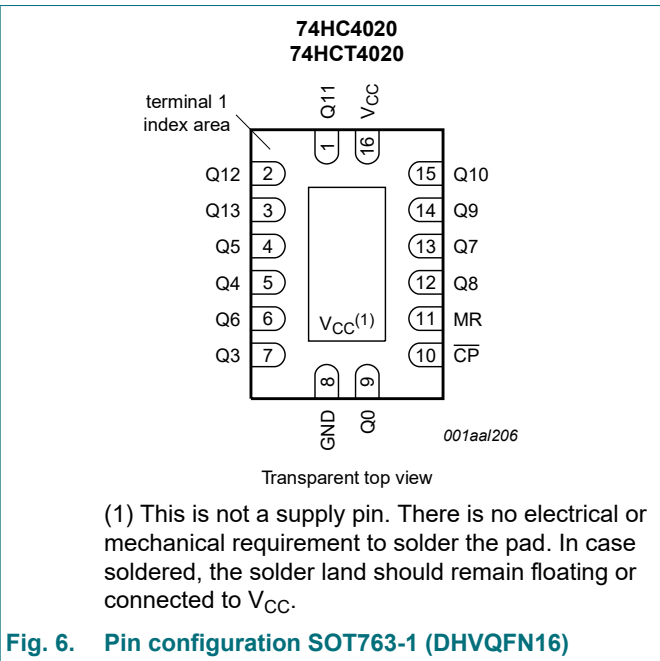 74HC4020
74HCT4020
terminal 1
index area
Q11
VCC
1
16
Q12 2
15 Q10
Q13 3
14 Q9
Q5 4
13 Q7
Q4 5
12 Q8
Q6 6
VCC(1)
11 MR
Q3 7
10 C̅P̅
8
9
GND
Q0
001aal206
Transparent top view
(1) This is not a supply pin. There is no electrical or
mechanical requirement to solder the pad. In case
soldered, the solder land should remain floating or
connected to VCC.
Fig. 6. Pin configuration SOT763-1 (DHVQFN16)